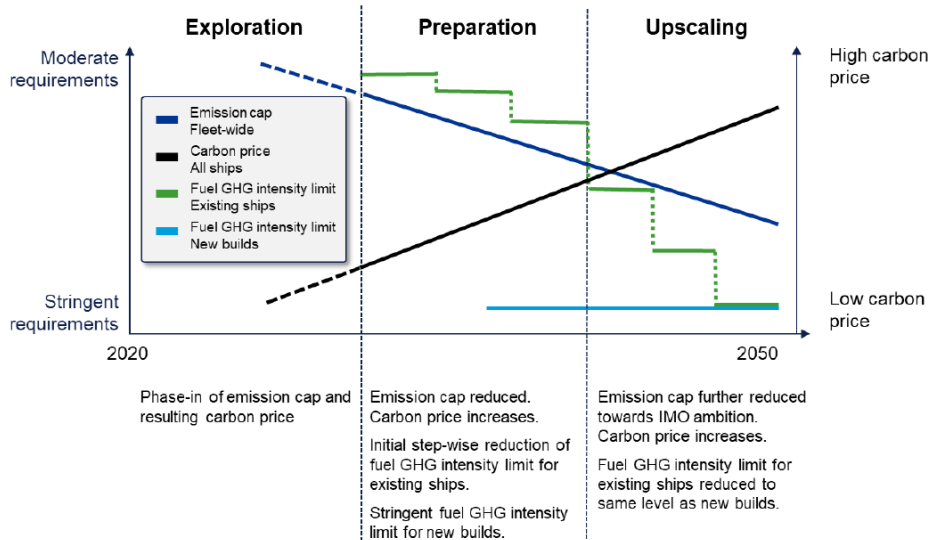 Exploration
Preparation
Upscaling
Moderate
requirements
High carbon
price
Emission cap
Fleet-wide
Carbon price
All ships
Fuel GHG intensity limit
Existing ships
Fuel GHG intensity limit
New builds
Stringent
requirements
Low carbon
price
2020
2050
Phase-in of emission cap and
resulting carbon price
Emission cap reduced.
Carbon price increases.
Initial step-wise reduction of
fuel GHG intensity limit for
existing ships.
Stringent fuel GHG intensity
limit for new builds.
Emission cap further reduced
towards IMO ambition.
Carbon price increases.
Fuel GHG intensity limit for
existing ships reduced to
same level as new builds.